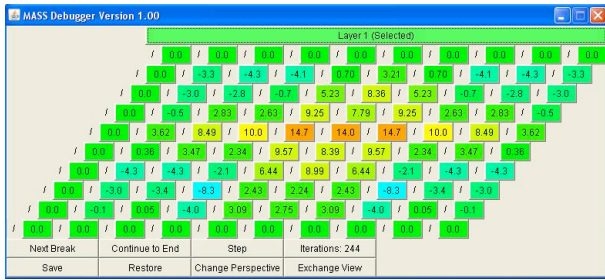 MASS Debugger Version 1.00
Layer 1 (Selected)
/ 0.0 / 0.0 / 0.0 / 0.0 / 0.0 / 0.0 / 0.0 / 0.0 / 0.0 / 0.0
/ 0.0 / -3.3 / -4.3 / -4.1 / 0.70 / 3.21 / 0.70 / -4.1 / -4.3 / -3.3
/ 0.0 / -3.0 / -2.8 / -0.7 / 5.23 / 8.36 / 5.23 / -0.7 / -2.8 / -3.0
/ 0.0 / -0.5 / 2.83 / 2.63 / 9.25 / 7.79 / 9.25 / 2.63 / 2.83 / -0.5
/ 0.0 / 3.62 / 8.49 / 10.0 / 14.7 / 14.0 / 14.7 / 10.0 / 8.49 / 3.62
/ 0.0 / 0.36 / 3.47 / 2.34 / 9.57 / 8.39 / 9.57 / 2.34 / 3.47 / 0.36
/ 0.0 / -4.3 / -4.3 / -2.1 / 6.44 / 8.99 / 6.44 / -2.1 / -4.3 / -4.3
/ 0.0 / -3.0 / -3.4 / -8.3 / 2.43 / 2.24 / 2.43 / -8.3 / -3.4 / -3.0
/ 0.0 / -0.1 / 0.05 / -4.0 / 3.09 / 2.75 / 3.09 / -4.0 / 0.05 / -0.1
/ 0.0 / 0.0 / 0.0 / 0.0 / 0.0 / 0.0 / 0.0 / 0.0 / 0.0 / 0.0
Next Break Continue to End Step Iterations: 244
Save Restore Change Perspective Exchange View